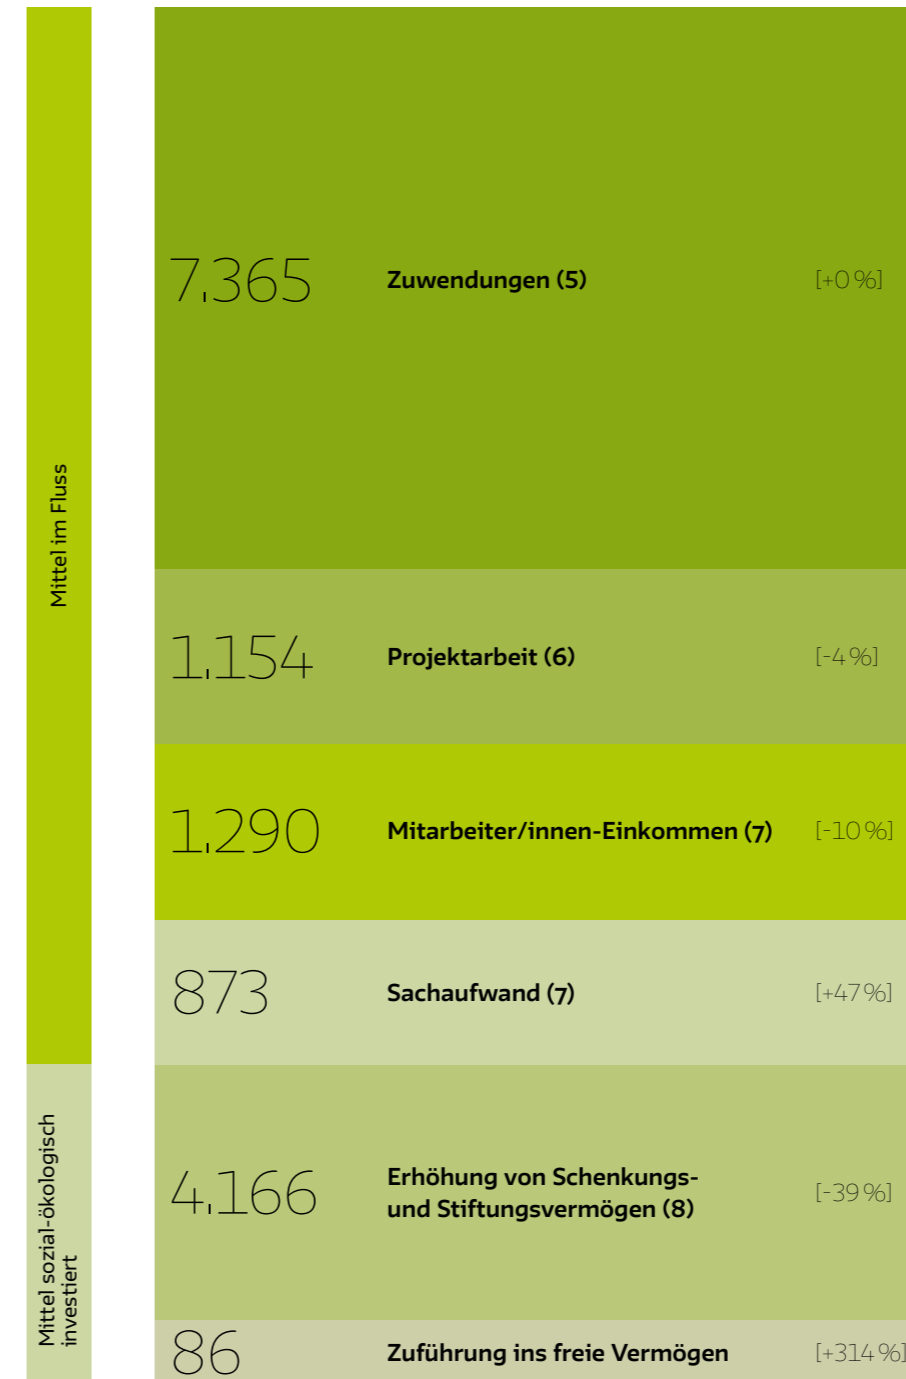 Mittel im Fluss
7.365 Zuwendungen (5) [+0 %]
1.154 Projektarbeit (6) [-4 %]
1.290 Mitarbeiter/innen-Einkommen (7) [-10 %]
873 Sachaufwand (7) [+47 %]
Mittel sozial-ökologisch
investiert
4.166 Erhöhung von Schenkungs-
und Stiftungsvermögen (8) [-39 %]
86 Zuführung ins freie Vermögen [+314 %]